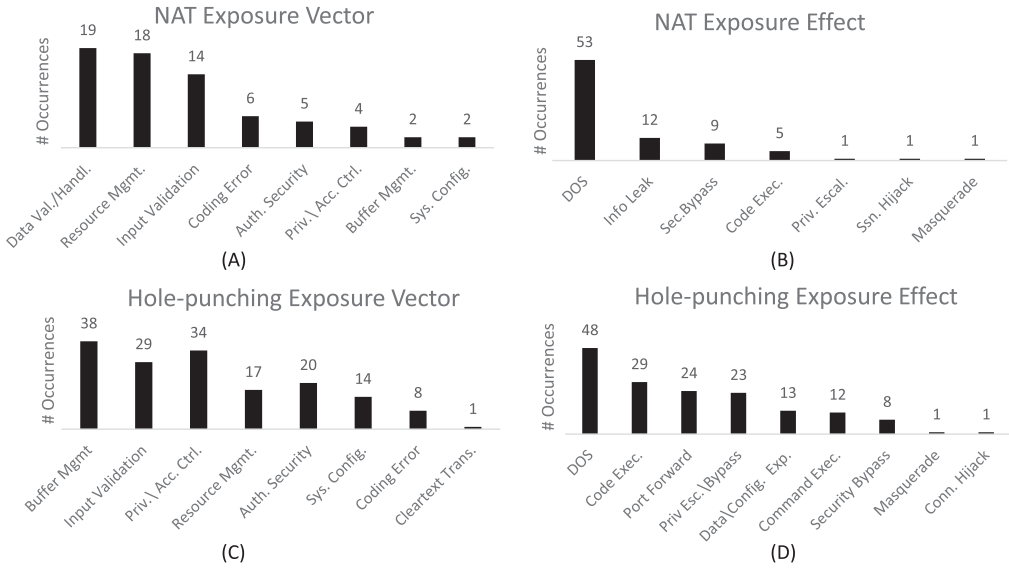 NAT Exposure Vector
# Occurrences
19
18
14
6
5
4
2
2
Data Val./Handl.
Resource Mgmt.
Input Validation
Coding Error
Auth. Security
Priv.\ Acc. Ctrl.
Buffer Mgmt.
Sys. Config.
(A)
NAT Exposure Effect
# Occurrences
53
12
9
5
1
1
1
DOS
Info Leak
Sec.Bypass
Code Exec.
Priv. Escal.
Ssn. Hijack
Masquerade
(B)
Hole-punching Exposure Vector
# Occurrences
38
29
34
17
20
14
8
1
Buffer Mgmt
Input Validation
Priv.\ Acc. Ctrl.
Resource Mgmt.
Auth. Security
Sys. Config.
Coding Error
Cleartext Trans.
(C)
Hole-punching Exposure Effect
# Occurrences
48
29
24
23
13
12
8
1
1
DOS
Code Exec.
Port Forward
Priv Esc.\Bypass
Data\Config. Exp.
Command Exec.
Security Bypass
Masquerade
Conn. Hijack
(D)